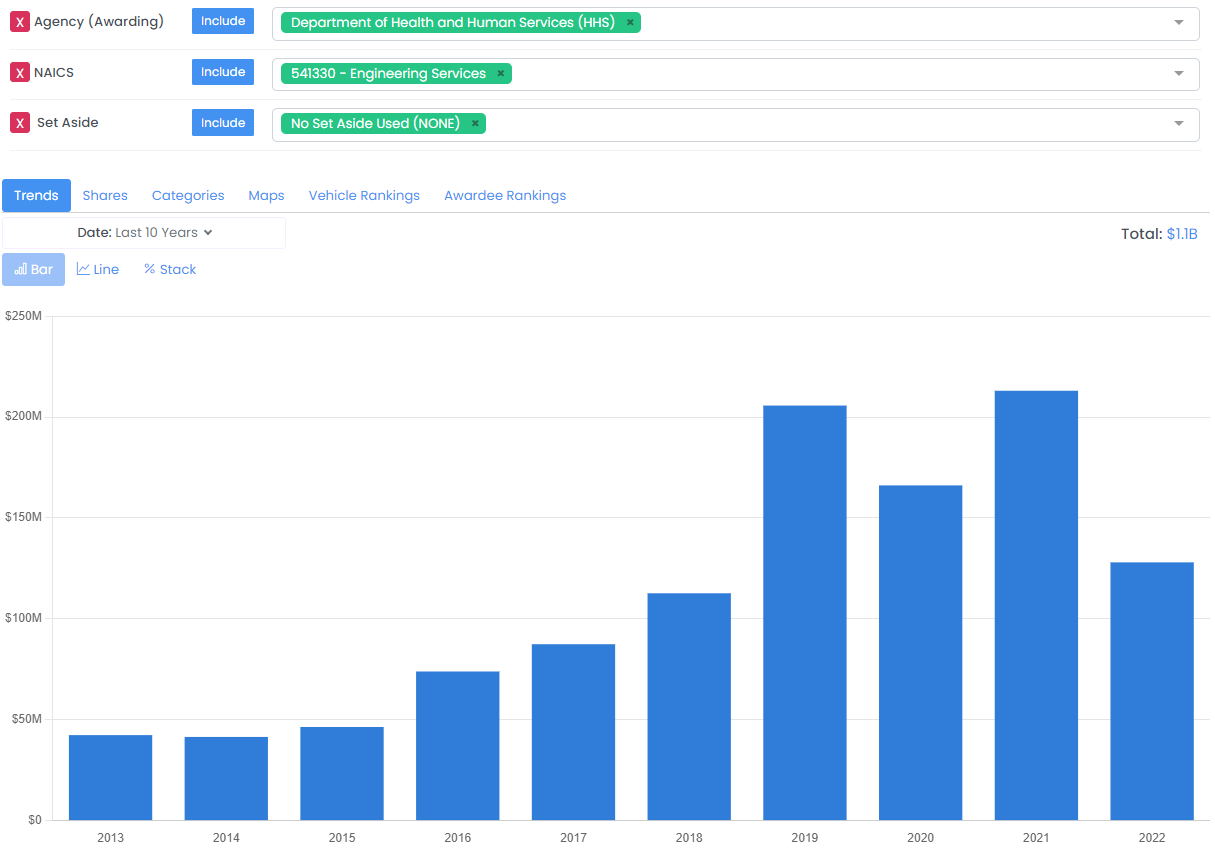 X Agency (Awarding) Include Department of Health and Human Services (HHS) ×
X NAICS Include 541330 - Engineering Services ×
X Set Aside Include No Set Aside Used (NONE) ×
Trends Shares Categories Maps Vehicle Rankings Awardee Rankings
Date: Last 10 Years Total: $1.1B
Bar Line % Stack
$250M
$200M
$150M
$100M
$50M
$0
2013 2014 2015 2016 2017 2018 2019 2020 2021 2022